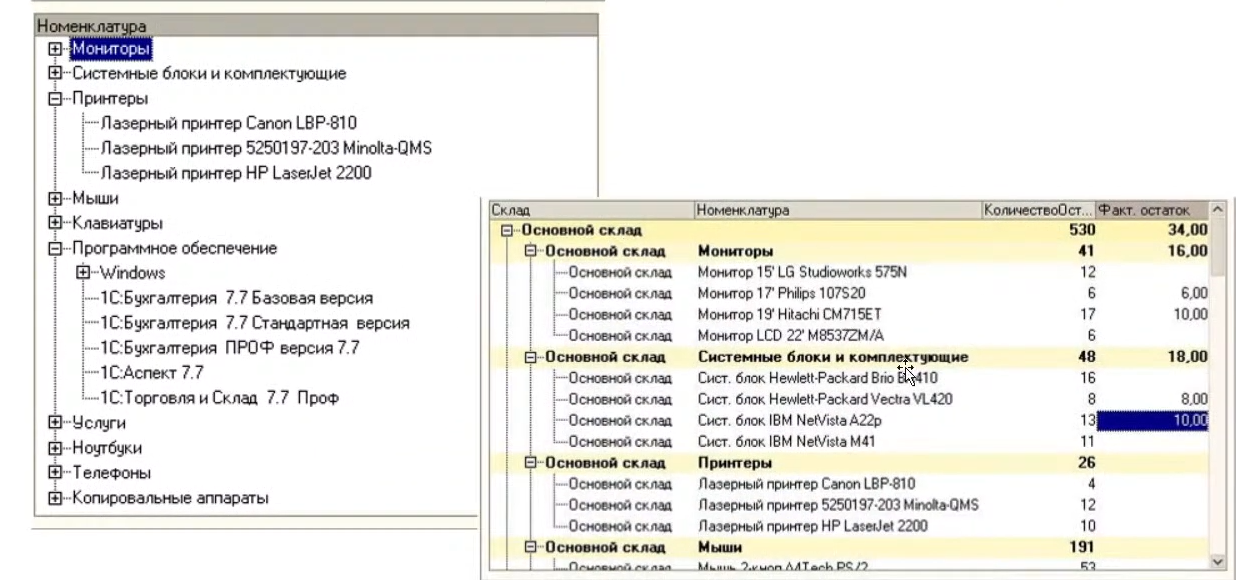 Номенклатура
Мониторы
Системные блоки и комплектующие
Принтеры
Лазерный принтер Canon LBP-810
Лазерный принтер 5250197-203 Minolta-QMS
Лазерный принтер HP LaserJet 2200
Мыши
Клавиатуры
Программное обеспечение
Windows
1С:Бухгалтерия 7.7 Базовая версия
1С:Бухгалтерия 7.7 Стандартная версия
1С:Бухгалтерия ПРОФ версия 7.7
1С:Аспект 7.7
1С:Торговля и Склад 7.7 Проф
Услуги
Ноутбуки
Телефоны
Копировальные аппараты
Склад Номенклатура КоличествоОст... Факт. остаток
Основной склад 530 34,00
Основной склад Мониторы 41 16,00
Основной склад Монитор 15' LG Studioworks 575N 12
Основной склад Монитор 17' Philips 107S20 6 6,00
Основной склад Монитор 19' Hitachi CM715ET 17 10,00
Основной склад Монитор LCD 22' M8537ZM/A 6
Основной склад Системные блоки и комплектующие 48 18,00
Основной склад Сист. блок Hewlett-Packard Brio 16
Основной склад Сист. блок Hewlett-Packard Vectra VL420 8 8,00
Основной склад Сист. блок IBM NetVista A22p 13 10,00
Основной склад Сист. блок IBM NetVista M41 11
Основной склад Принтеры 26
Основной склад Лазерный принтер Canon LBP-810 4
Основной склад Лазерный принтер 5250197-203 Minolta-QMS 12
Основной склад Лазерный принтер HP LaserJet 2200 10
Основной склад Мыши 191
Основной склад Мышь 2-кноп A4Tech PS/2 53